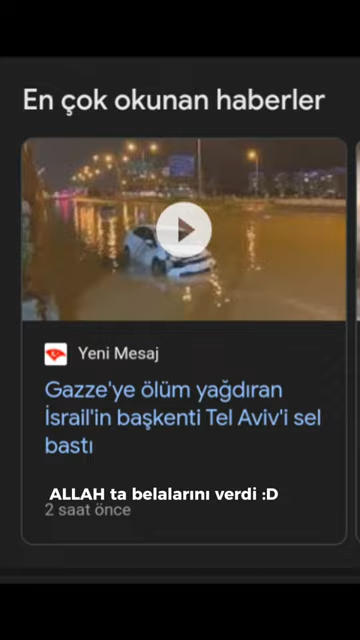 En çok okunan haberler
Yeni Mesaj
Gazze'ye ölüm yağdıran
İsrail'in başkenti Tel Aviv'i sel
bastı
ALLAH ta belalarını verdi :D
2 saat önce